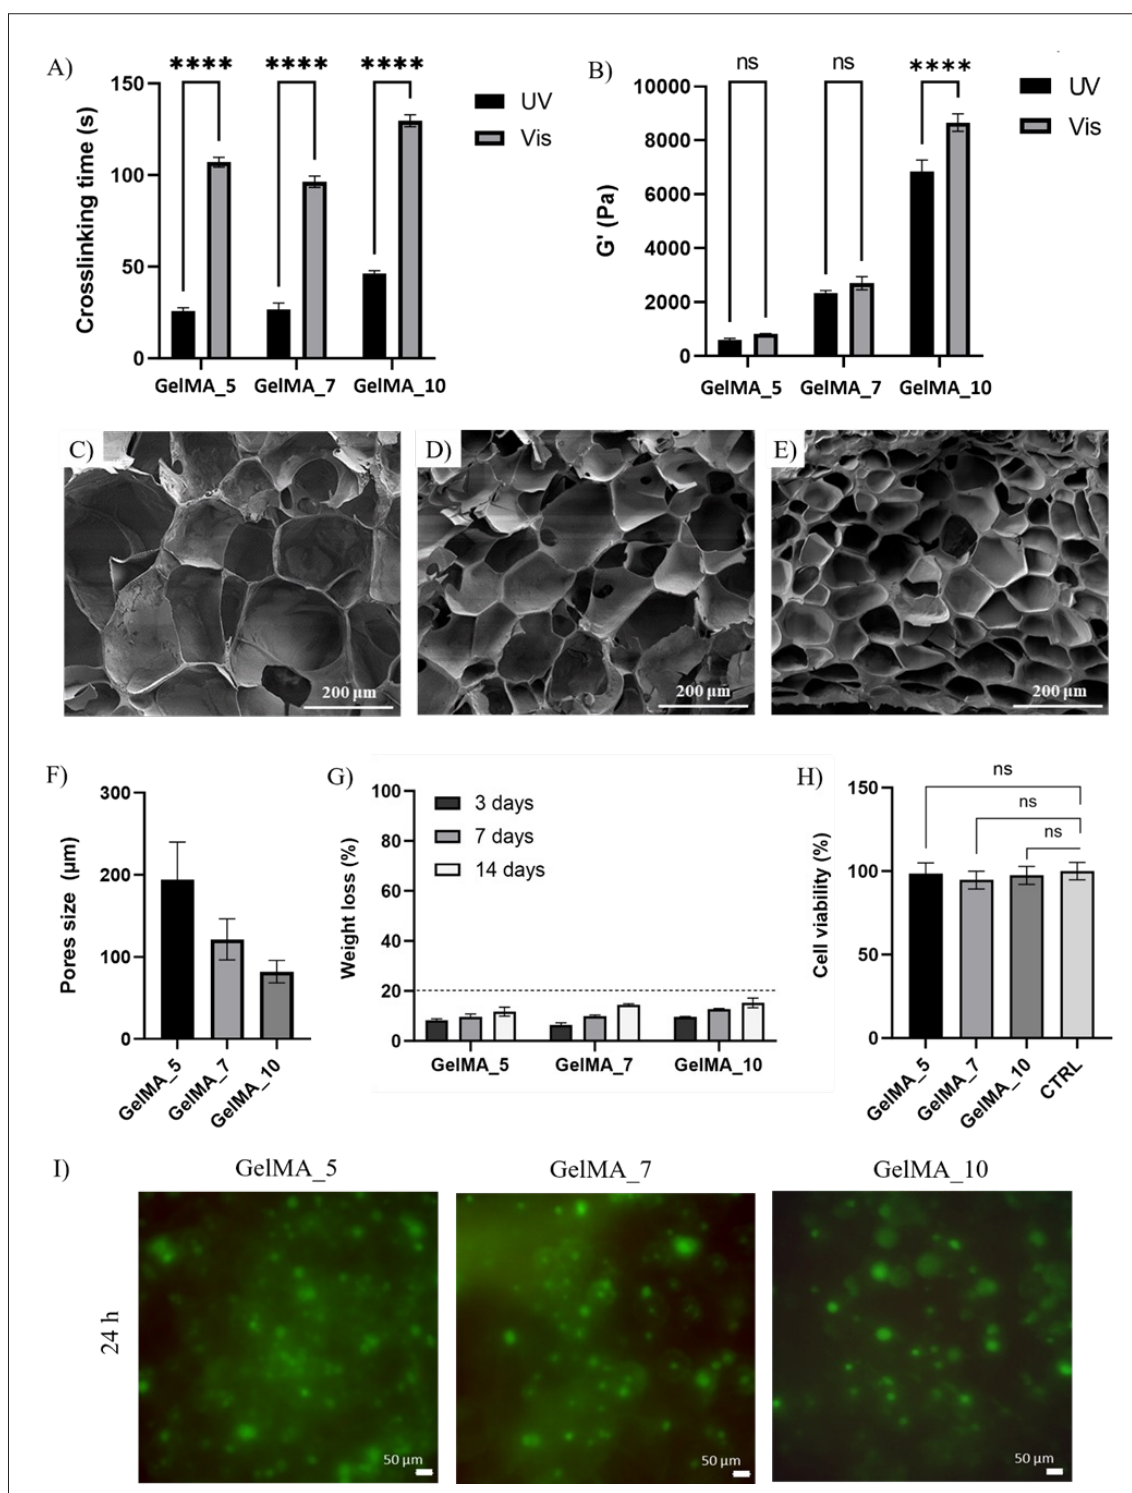 A)
**** **** ****
150
100
50
0
Crosslinking time (s)
UV
Vis
GelMA_5 GelMA_7 GelMA_10
B)
ns ns ****
10000
8000
6000
4000
2000
0
G' (Pa)
UV
Vis
GelMA_5 GelMA_7 GelMA_10
C)
200 µm
D)
200 µm
E)
200 µm
F)
300
200
100
0
Pores size (µm)
GelMA_5 GelMA_7 GelMA_10
G)
100
80
60
40
20
0
Weight loss (%)
3 days
7 days
14 days
GelMA_5 GelMA_7 GelMA_10
H)
ns
ns
ns
150
100
50
0
Cell viability (%)
GelMA_5 GelMA_7 GelMA_10 CTRL
I)
GelMA_5 GelMA_7 GelMA_10
24 h
50 µm 50 µm 50 µm